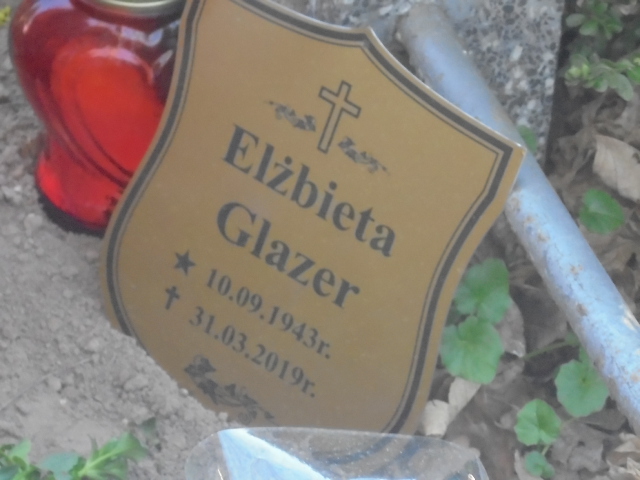 Elżbieta
Glazer
★ 10.09.1943r.
✝ 31.03.2019r.